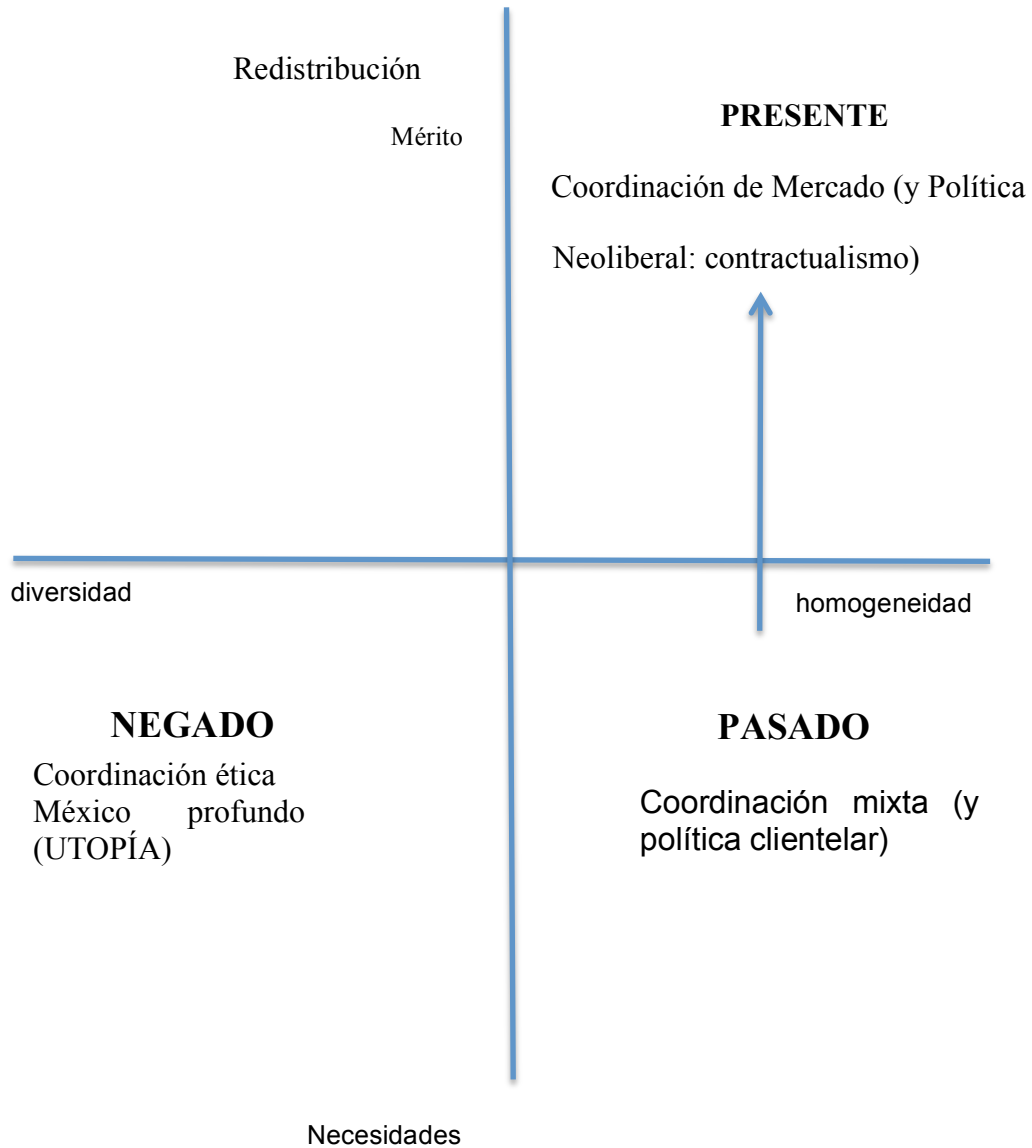 Redistribución
Mérito
PRESENTE
Coordinación de Mercado (y Política
Neoliberal: contractualismo)
diversidad
homogeneidad
NEGADO
Coordinación ética
México profundo
(UTOPÍA)
PASADO
Coordinación mixta (y
política clientelar)
Necesidades